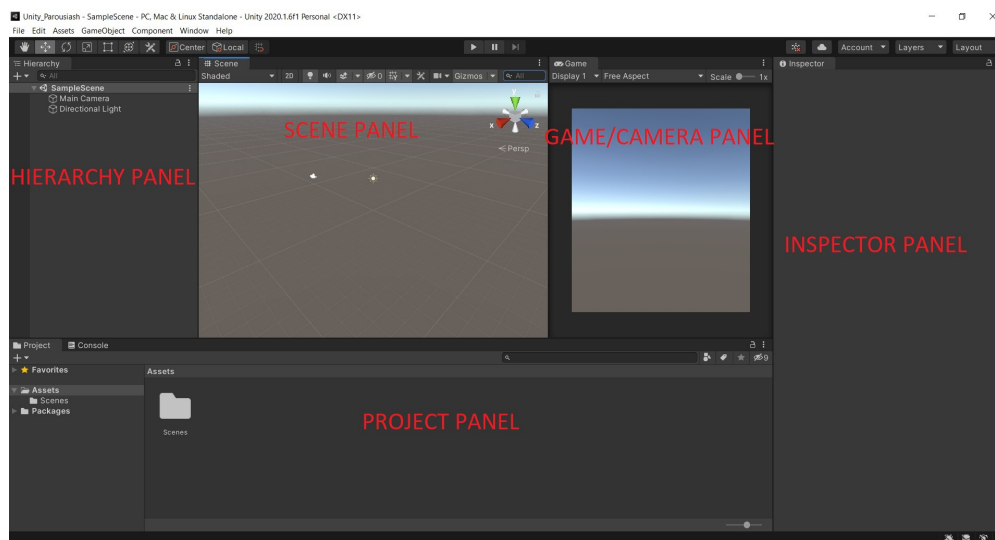 Unity_Parousiash - SampleScene - PC, Mac & Linux Standalone - Unity 2020.1.6f1 Personal <DX11>
File Edit Assets GameObject Component Window Help
Center Local Account Layers Layout
Hierarchy Scene Game Inspector
All Shaded 2D 0 Gizmos All Display 1 Free Aspect Scale 1x
SampleScene
Main Camera
Directional Light
Y
X Z
Persp
SCENE PANEL
GAME/CAMERA PANEL
HIERARCHY PANEL
INSPECTOR PANEL
Project Console
9
Favorites
Assets
Assets
Scenes
Packages
Scenes
PROJECT PANEL